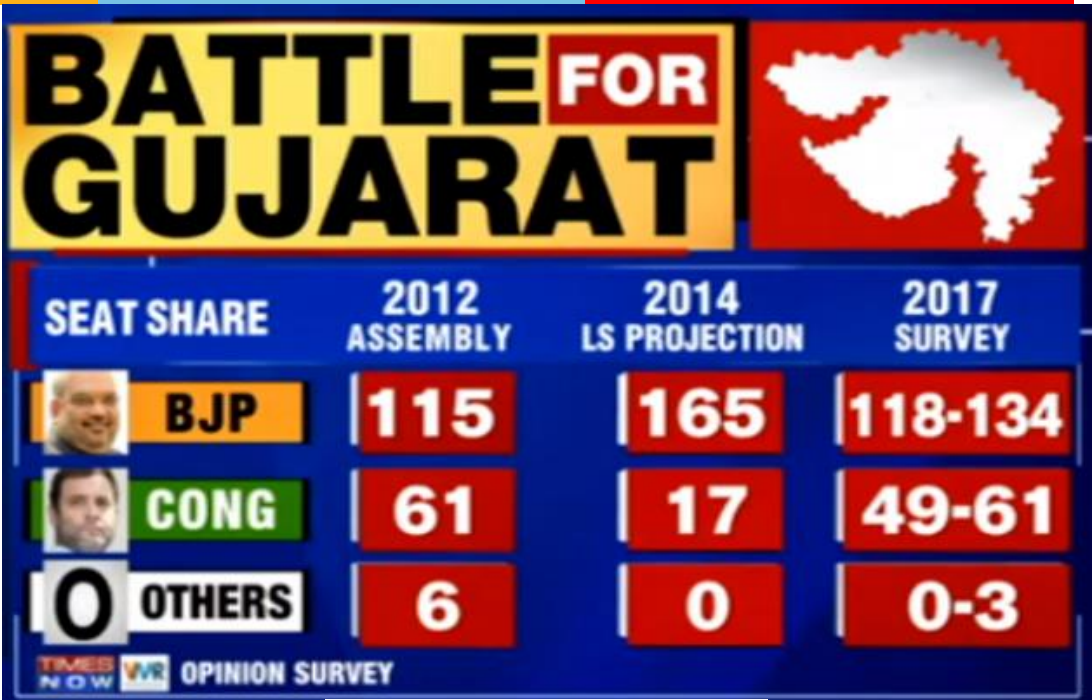 BATTLE FOR
GUJARAT
SEAT SHARE 2012 ASSEMBLY 2014 LS PROJECTION 2017 SURVEY
BJP 115 165 118-134
CONG 61 17 49-61
O OTHERS 6 0 0-3
TIMES NOW VMR OPINION SURVEY